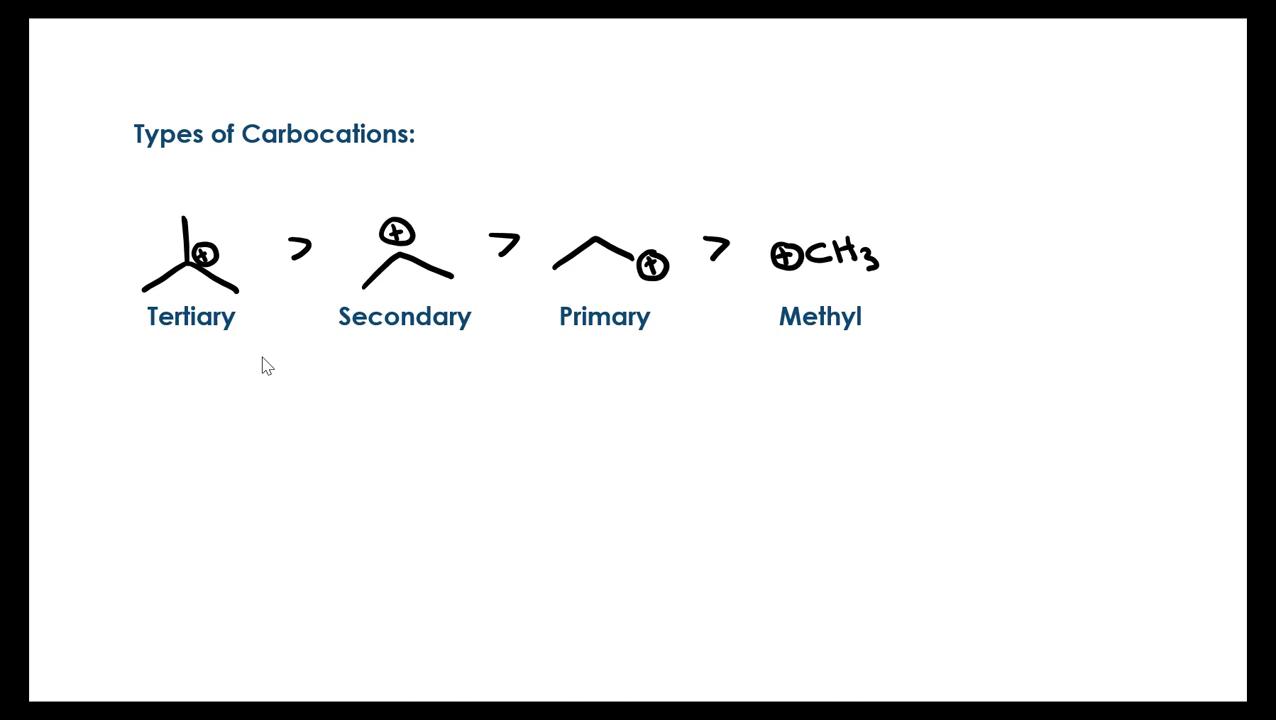 Types of Carbocations:
⊕ > ⊕ > ⊕ > ⊕CH3
Tertiary Secondary Primary Methyl